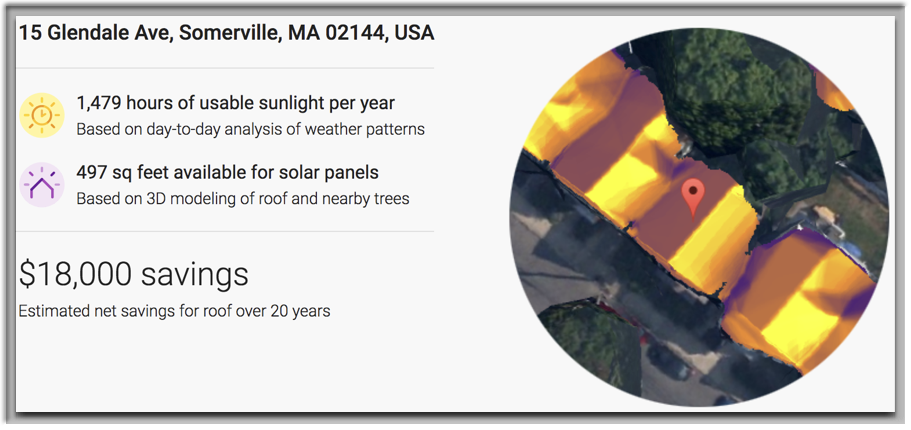 15 Glendale Ave, Somerville, MA 02144, USA
1,479 hours of usable sunlight per year
Based on day-to-day analysis of weather patterns
497 sq feet available for solar panels
Based on 3D modeling of roof and nearby trees
$18,000 savings
Estimated net savings for roof over 20 years